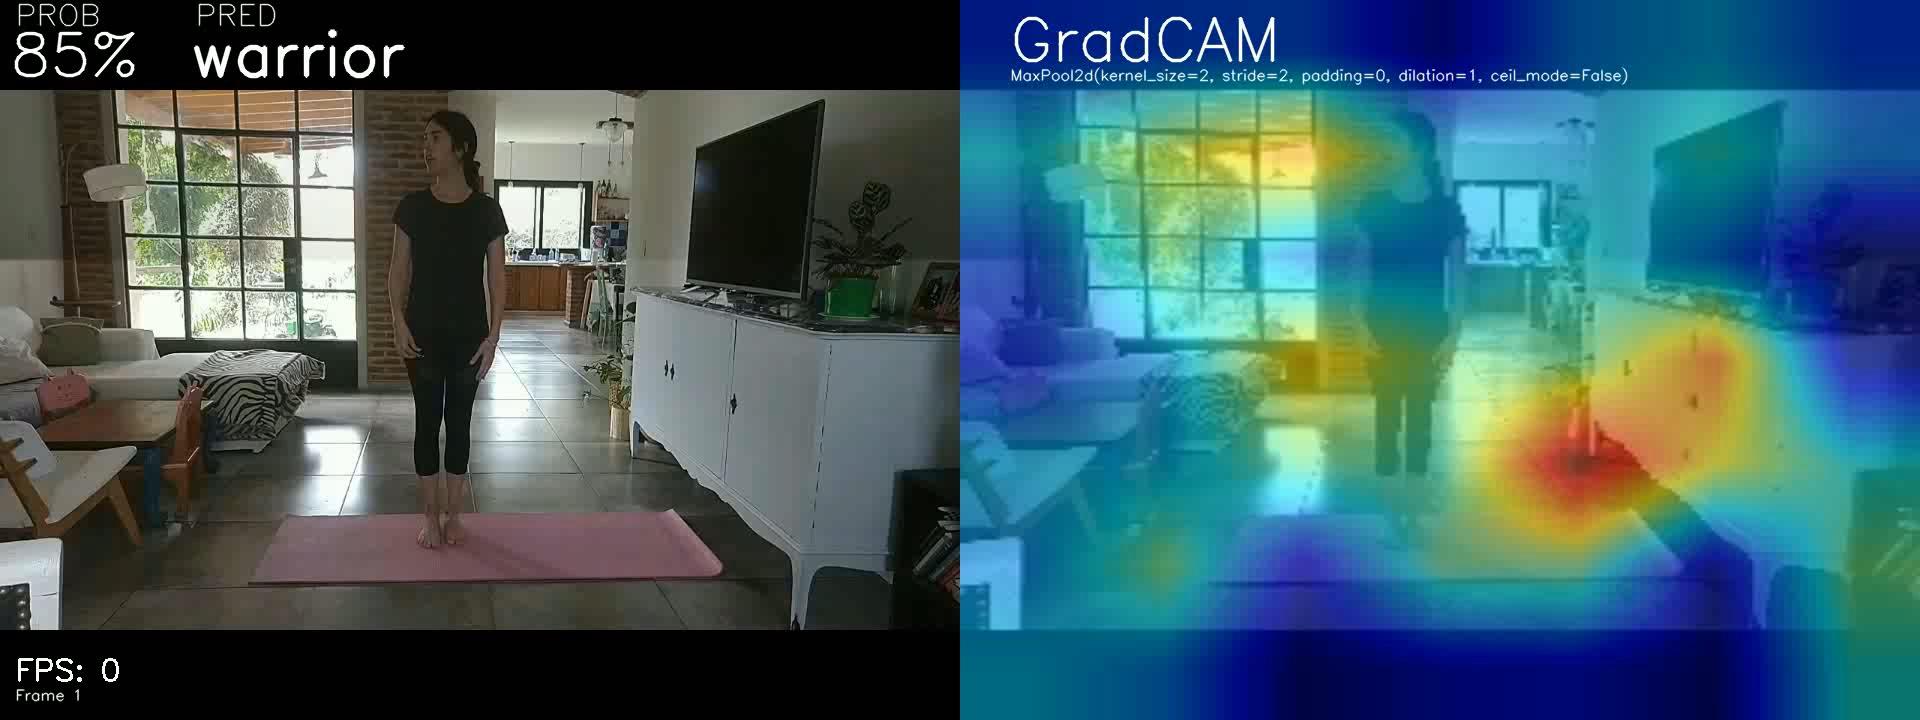 PROB
PRED
85%
warrior
FPS: 0
Frame 1
GradCAM
MaxPool2d(kernel_size=2, stride=2, padding=0, dilation=1, ceil_mode=False)